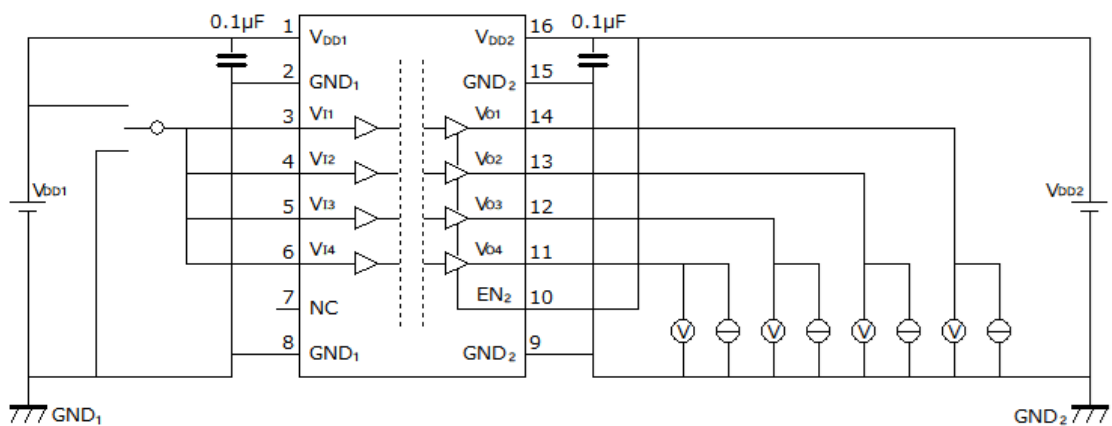 0.1μF 1 16 0.1μF
VDD1 VDD2
2 GND1 GND2 15
3 VI1 VO1 14
4 VI2 VO2 13
5 VI3 VO3 12
6 VI4 VO4 11
7 NC EN2 10
8 GND1 GND2 9
VDD1 VDD2
V V V V
GND1 GND2